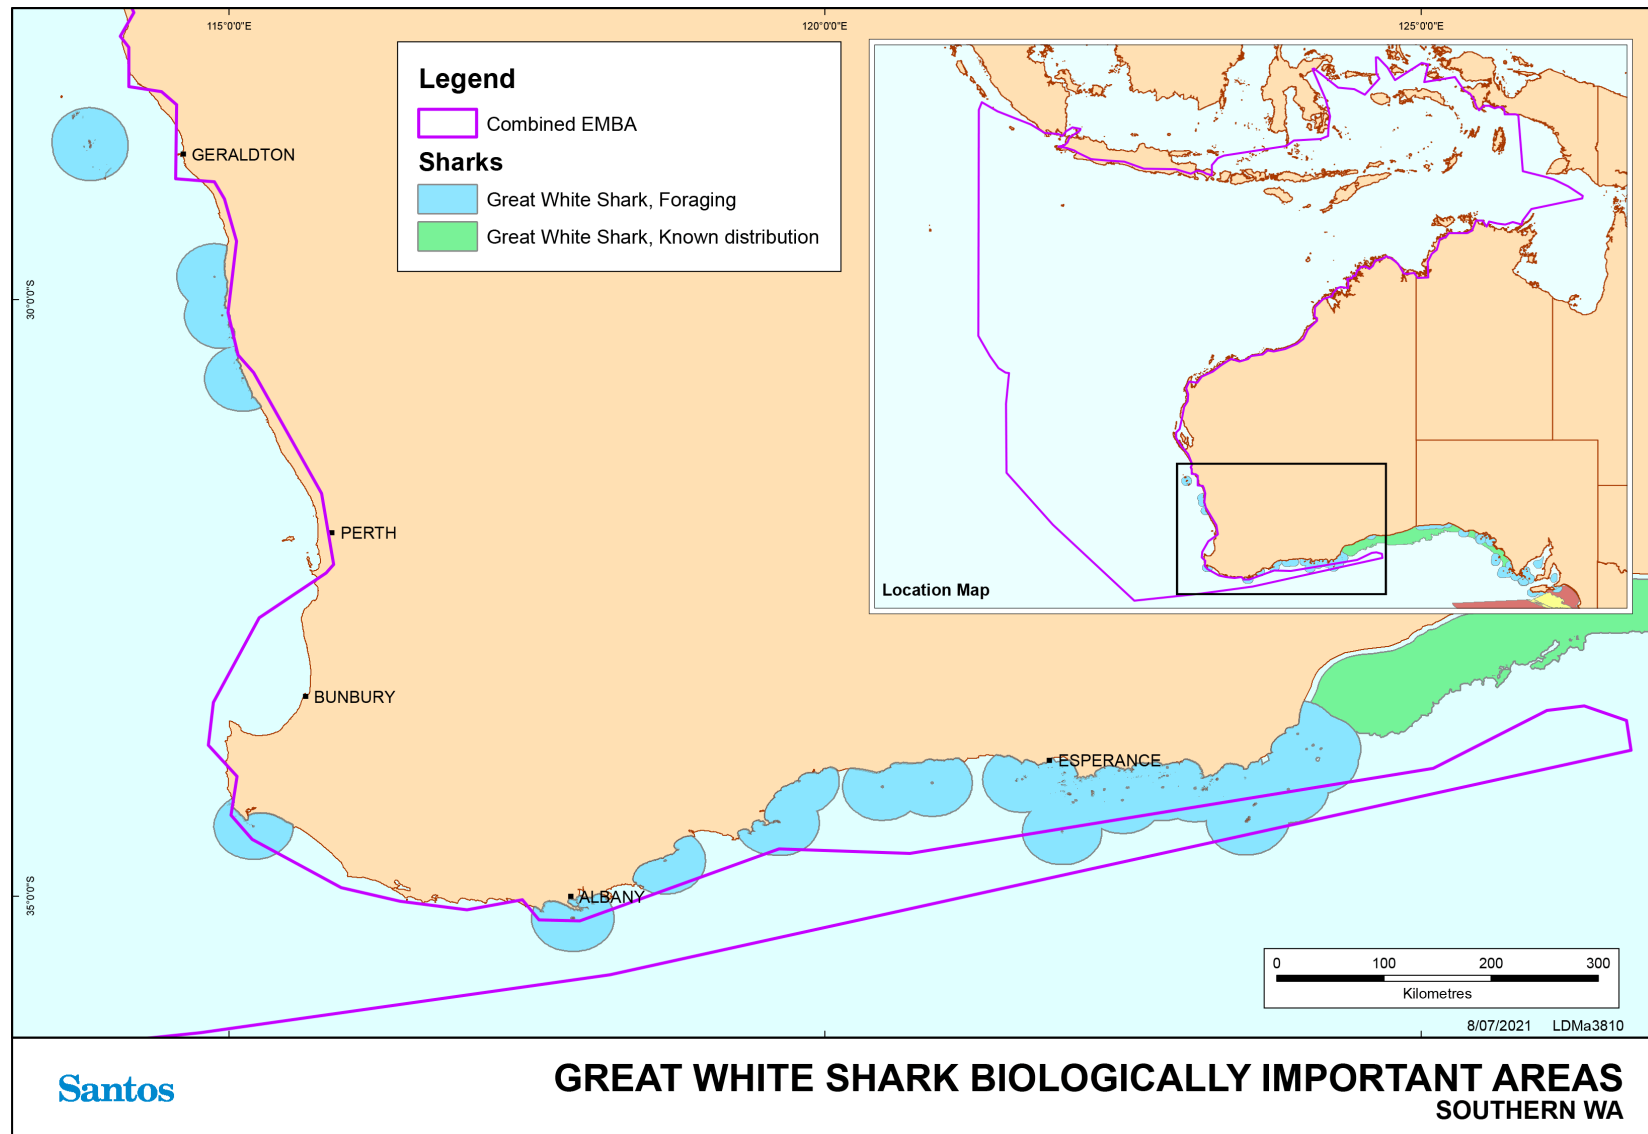 115°0'0"E
120°0'0"E
125°0'0"E
30°0'0"S
35°0'0"S
Legend
Combined EMBA
Sharks
Great White Shark, Foraging
Great White Shark, Known distribution
GERALDTON
PERTH
BUNBURY
ESPERANCE
ALBANY
Location Map
0 100 200 300
Kilometres
8/07/2021 LDMa3810
Santos
GREAT WHITE SHARK BIOLOGICALLY IMPORTANT AREAS
SOUTHERN WA